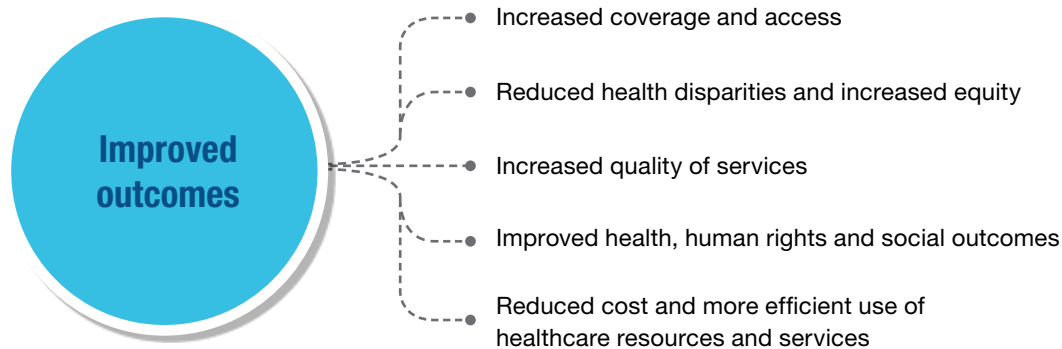 Improved
outcomes
Increased coverage and access
Reduced health disparities and increased equity
Increased quality of services
Improved health, human rights and social outcomes
Reduced cost and more efficient use of
healthcare resources and services